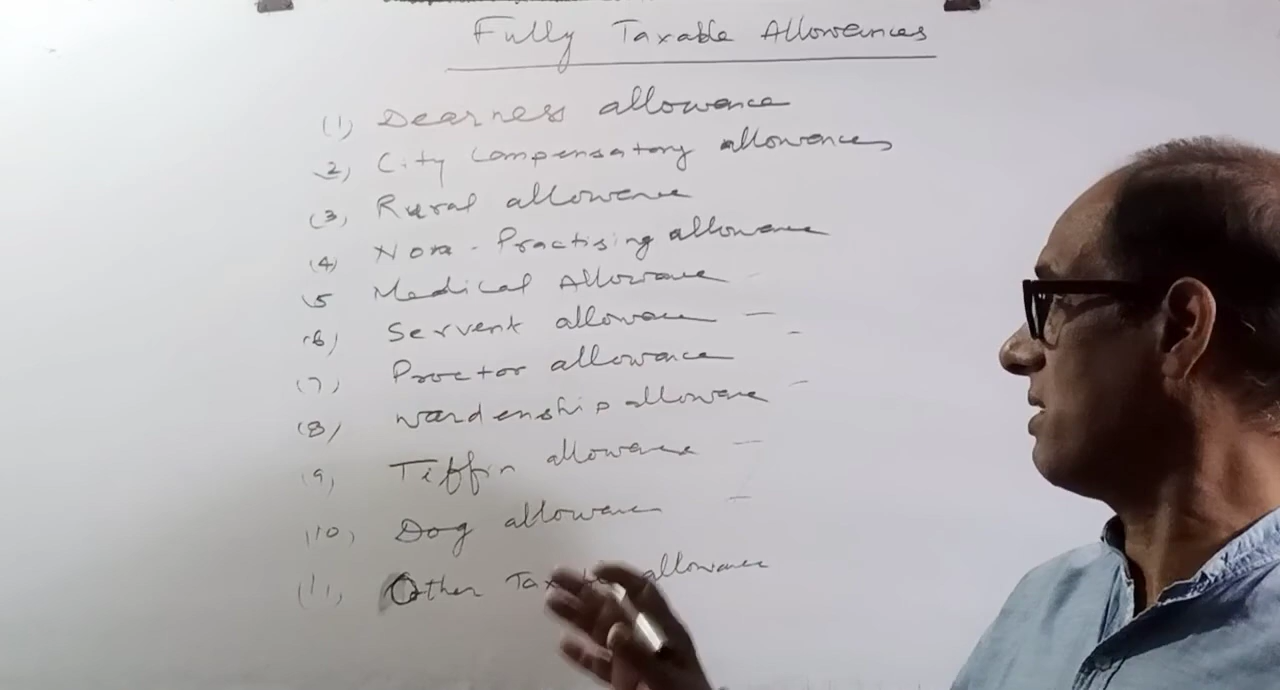 Fully Taxable Allowances
(1) Dearness allowance
2) City Compensatory allowances
(3) Rural allowance
(4) Non-Practising allowance
(5 Medical Allowance
(6) Servent allowance
(7) Proctor allowance
(8) wardenship allowance
(9) Tiffin allowance
(10) Dog allowance
(11) Other allowance